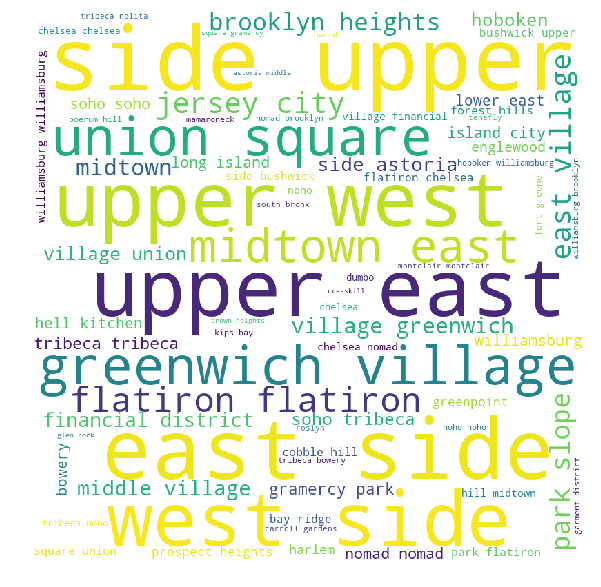 tribeca nolita
brooklyn heights
hoboken
chelsea chelsea
square gramercy
bushwick upper
side upper
astoria middle
williamsburg williamsburg
soho soho
jersey city
lower east
forest hills
boerum hill
mamaroneck
nomad brooklyn
village financial
tenafly
union square
island city
east village
englewood
midtown
long island
side astoria
hoboken williamsburg
side bushwick
flatiron chelsea
noho
upper west
south bronx
fort greene
williamsburg brooklyn
village union
midtown east
montclair montclair
dumbo
upper east
cresskill
chelsea
hell kitchen
crown heights
kips bay
village greenwich
tribeca tribeca
chelsea nomad
williamsburg
greenwich village
flatiron flatiron
greenpoint
financial district
soho tribeca
park slope
glen rock
roslyn
noho noho
east side
cobble hill
tribeca bowery
bowery
middle village
gramercy park
hill midtown
west side
bay ridge
tribeca noho
carroll gardens
garment district
square union
prospect heights
harlem
nomad nomad
park flatiron